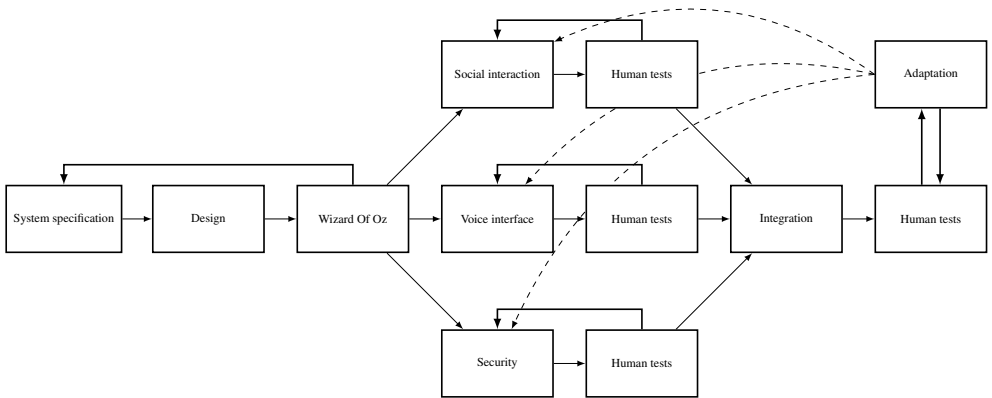 Social interaction
Human tests
Adaptation
System specification
Design
Wizard Of Oz
Voice interface
Human tests
Integration
Human tests
Security
Human tests